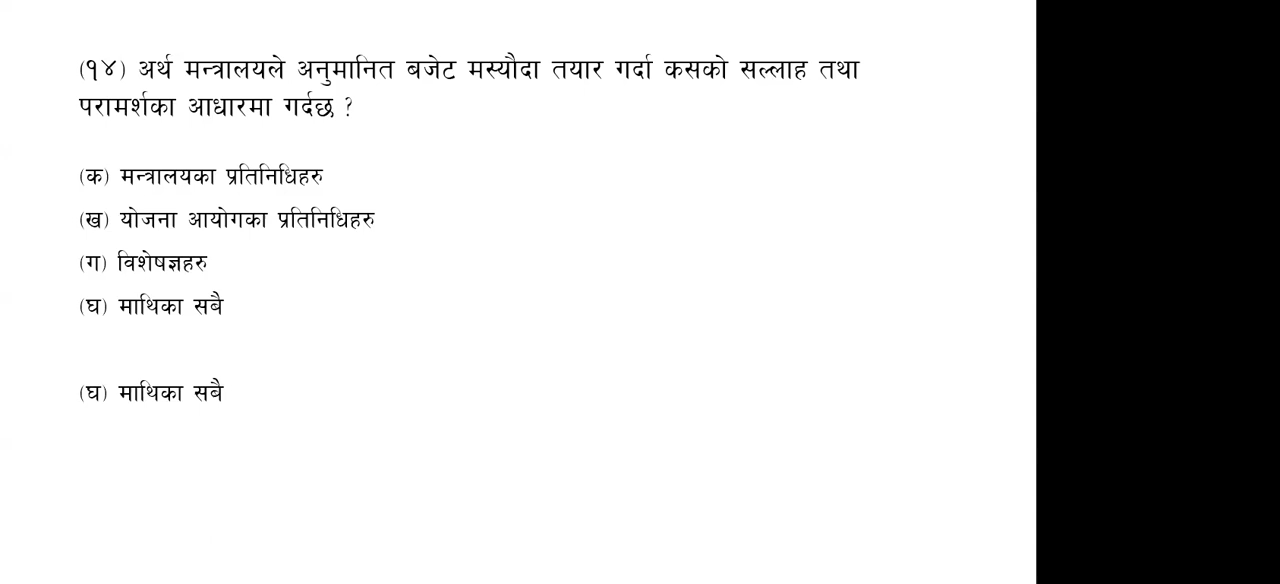 (१४) अर्थ मन्त्रालयले अनुमानित बजेट मस्यौदा तयार गर्दा कसको सल्लाह तथा
परामर्शका आधारमा गर्दछ ?
(क) मन्त्रालयका प्रतिनिधिहरु
(ख) योजना आयोगका प्रतिनिधिहरु
(ग) विशेषज्ञहरु
(घ) माथिका सबै
(घ) माथिका सबै